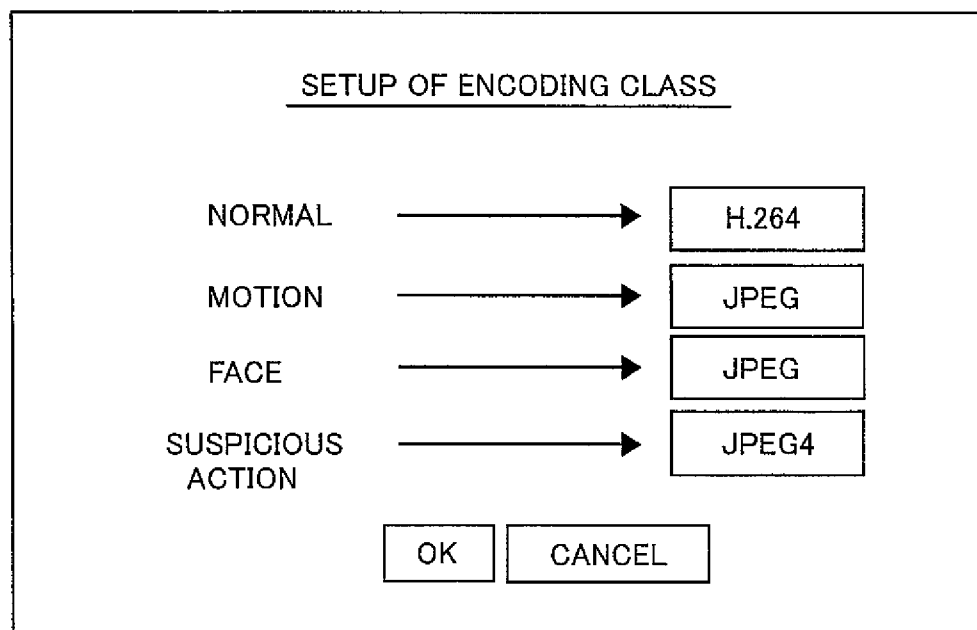 SETUP OF ENCODING CLASS
NORMAL H.264
MOTION JPEG
FACE JPEG
SUSPICIOUS JPEG4
ACTION
OK CANCEL